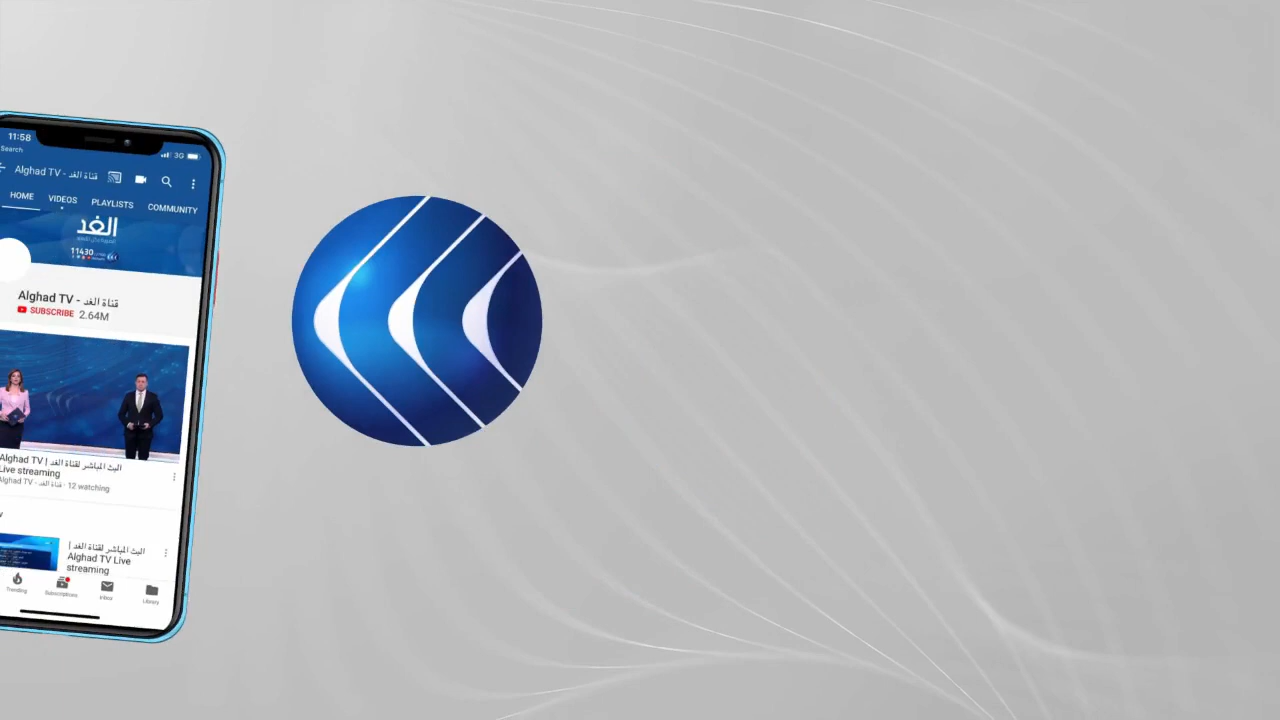 11:58
3G
Search
Alghad TV - قناة الغد
HOME VIDEOS PLAYLISTS COMMUNITY
الغد
11430
Alghad TV - قناة الغد
SUBSCRIBE 2.64M
Alghad TV | البث المباشر لقناة الغد
Live streaming
Alghad TV - قناة الغد · 12 watching
البث المباشر لقناة الغد |
Alghad TV Live
streaming
Trending Subscriptions Inbox Library